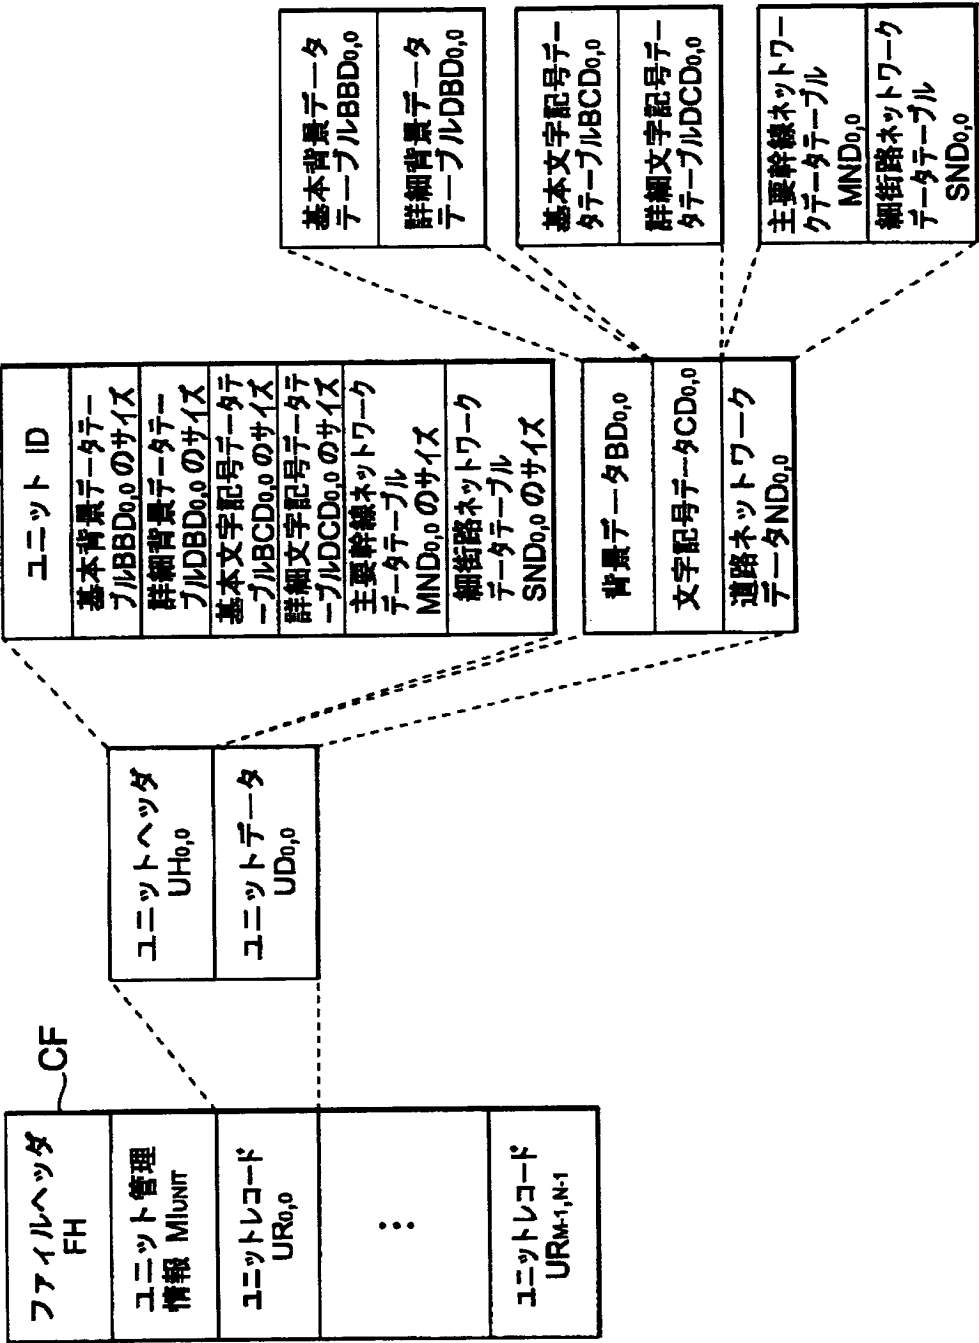 CF
ファイルヘッダ
FH
ユニット管理
情報 MIUNIT
ユニットレコード
UR0,0
⋮
ユニットレコード
URM-1,N-1
ユニットヘッダ
UH0,0
ユニットデータ
UD0,0
ユニット ID
基本背景データテー
ブルBBD0,0 のサイズ
詳細背景データテー
ブルDBD0,0 のサイズ
基本文字記号データテ
ーブルBCD0,0 のサイズ
詳細文字記号データテ
ーブルDCD0,0 のサイズ
主要幹線ネットワーク
データテーブル
MND0,0 のサイズ
細街路ネットワーク
データテーブル
SND0,0 のサイズ
背景データBD0,0
文字記号データCD0,0
道路ネットワーク
データND0,0
基本背景データ
テーブルBBD0,0
詳細背景データ
テーブルDBD0,0
基本文字記号デー
タテーブルBCD0,0
詳細文字記号デー
タテーブルDCD0,0
主要幹線ネットワー
クデータテーブル
MND0,0
細街路ネットワーク
データテーブル
SND0,0